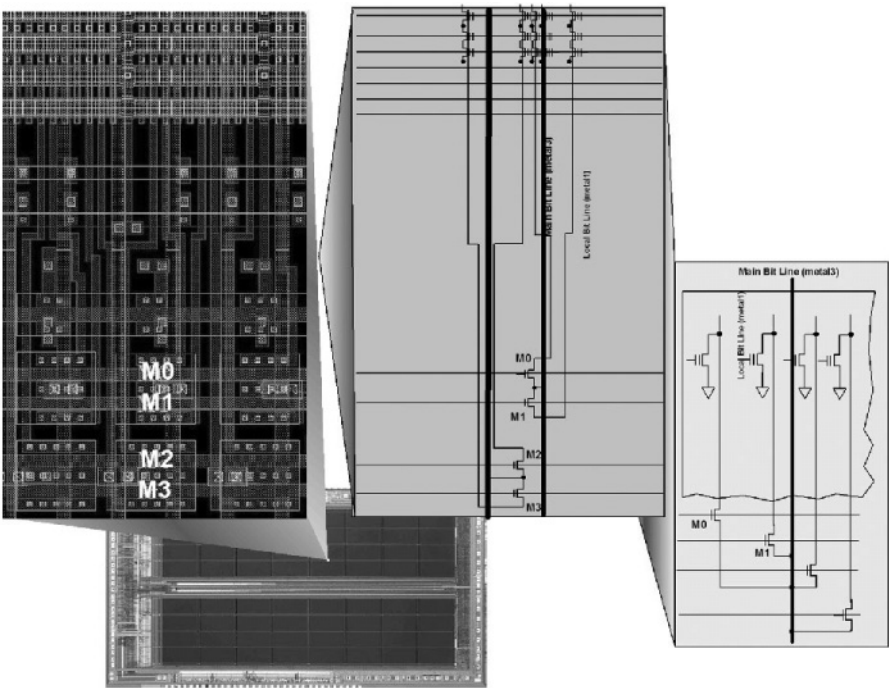 M0
M1
M2
M3
Main Bit Line (metal3)
Local Bit Line (metal1)
M0
M1
M2
M3
Main Bit Line (metal3)
Local Bit Line (metal1)
M0
M1